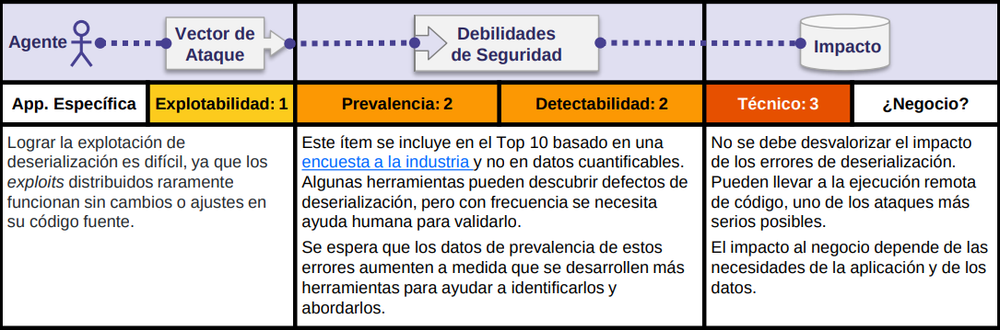 Agente
Vector de
Ataque
Debilidades
de Seguridad
Impacto
App. Específica
Explotabilidad: 1
Prevalencia: 2
Detectabilidad: 2
Técnico: 3
¿Negocio?
Lograr la explotación de
deserialización es difícil, ya que los
exploits distribuidos raramente
funcionan sin cambios o ajustes en
su código fuente.
Este ítem se incluye en el Top 10 basado en una
encuesta a la industria y no en datos cuantificables.
Algunas herramientas pueden descubrir defectos de
deserialización, pero con frecuencia se necesita
ayuda humana para validarlo.
Se espera que los datos de prevalencia de estos
errores aumenten a medida que se desarrollen más
herramientas para ayudar a identificarlos y
abordarlos.
No se debe desvalorizar el impacto
de los errores de deserialización.
Pueden llevar a la ejecución remota
de código, uno de los ataques más
serios posibles.
El impacto al negocio depende de las
necesidades de la aplicación y de los
datos.